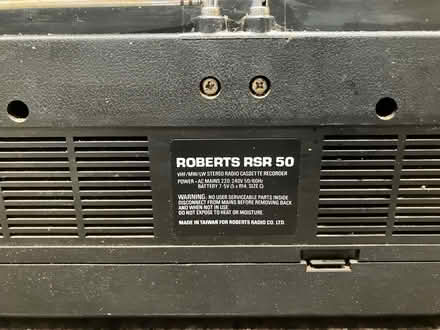 ROBERTS RSR 50
VHF/MW/LW STEREO RADIO CASSETTE RECORDER
POWER - AC MAINS 220, 240V 50/60Hz
BATTERY 7·5V (5 x R14, SIZE C)
WARNING: NO USER SERVICEABLE PARTS INSIDE
DISCONNECT FROM MAINS BEFORE REMOVING BACK
AND WHEN NOT IN USE.
DO NOT EXPOSE TO HEAT OR MOISTURE.
MADE IN TAIWAN FOR ROBERTS RADIO CO. LTD.